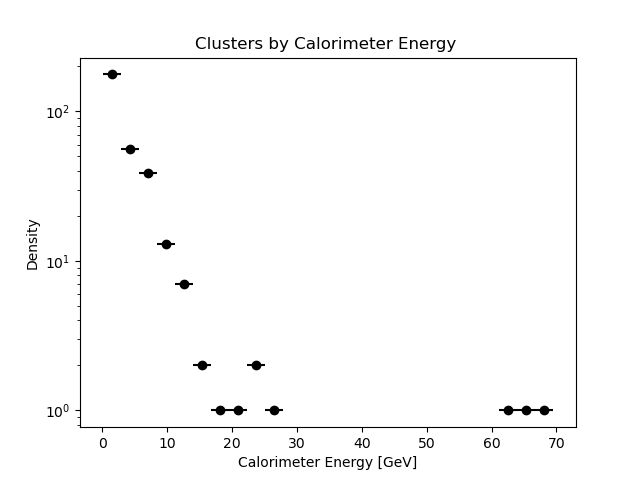 Clusters by Calorimeter Energy
Density
10²
10¹
10⁰
0 10 20 30 40 50 60 70
Calorimeter Energy [GeV]